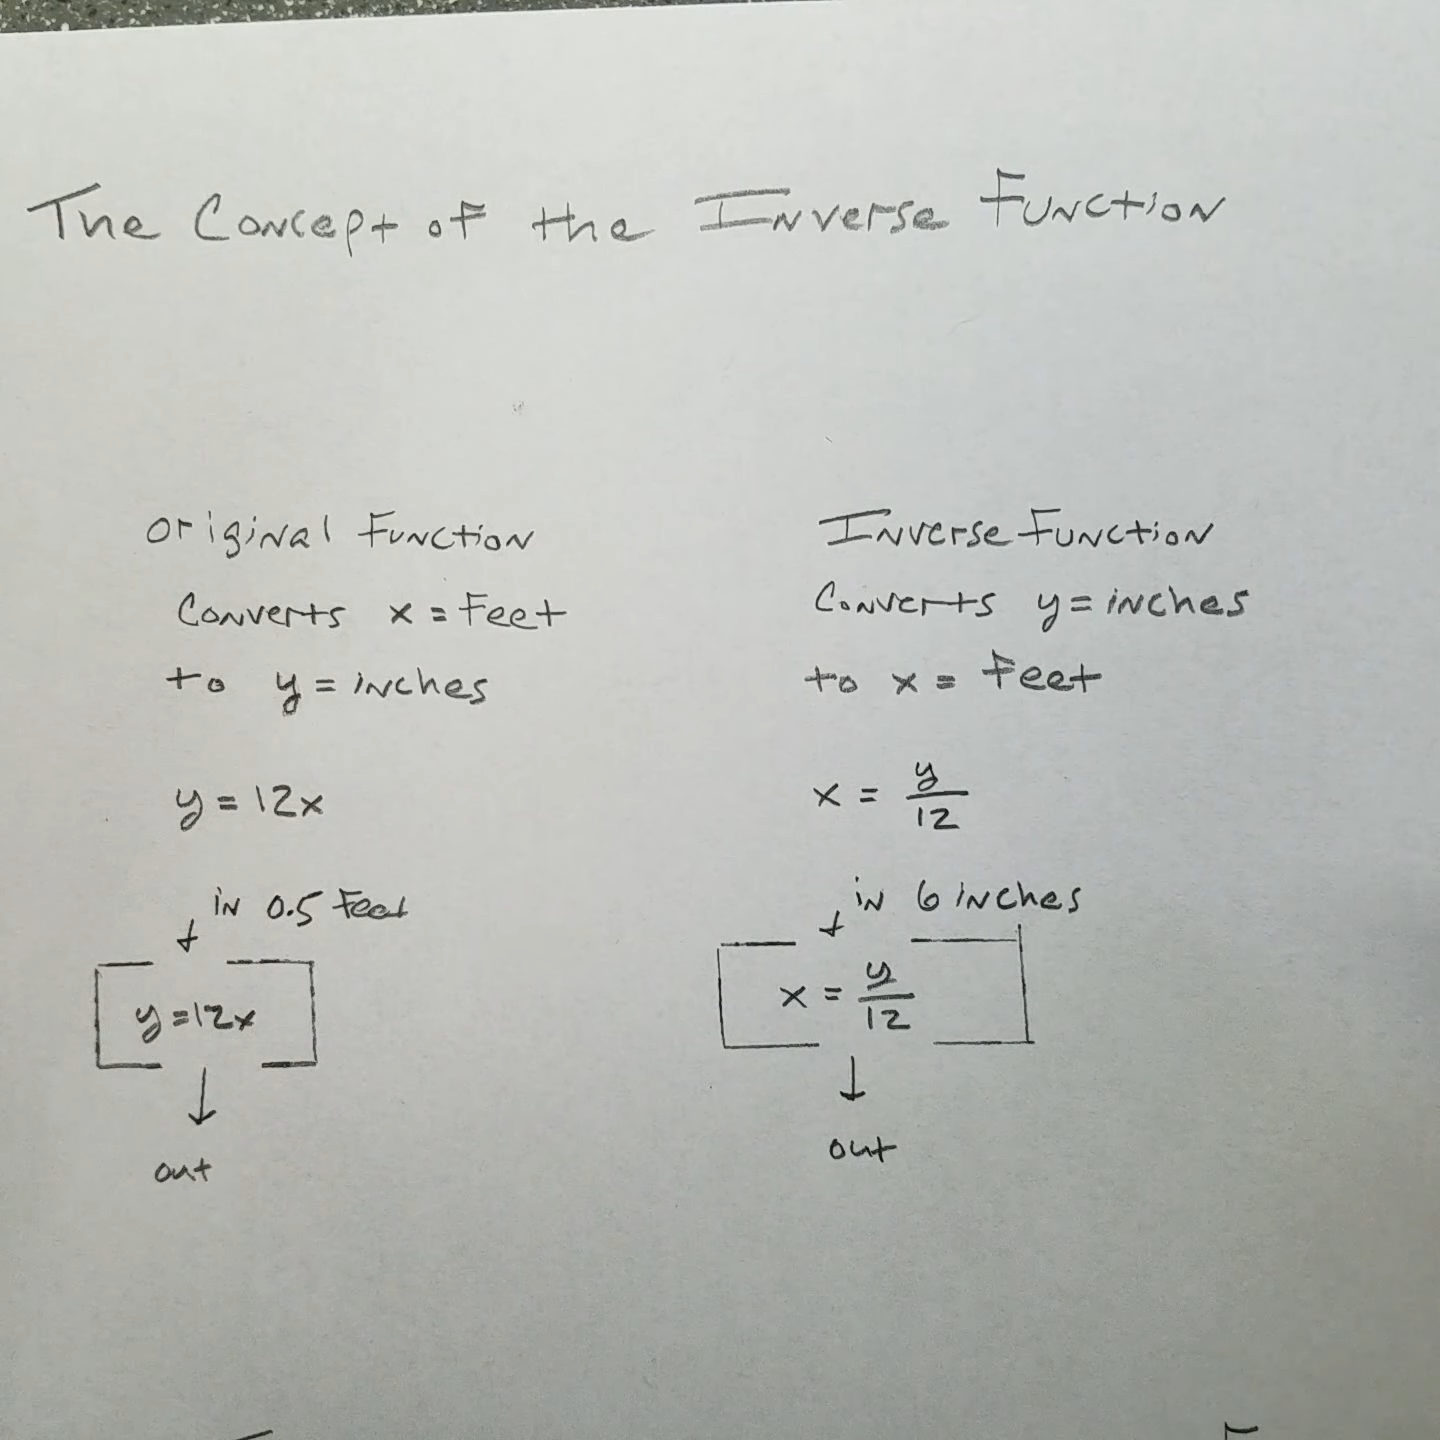 The Concept of the Inverse Function
Original Function
Converts x = Feet
to y = inches
y = 12x
in 0.5 Feet
y = 12x
out
Inverse Function
Converts y = inches
to x = Feet
x = y/12
in 6 inches
x = y/12
out